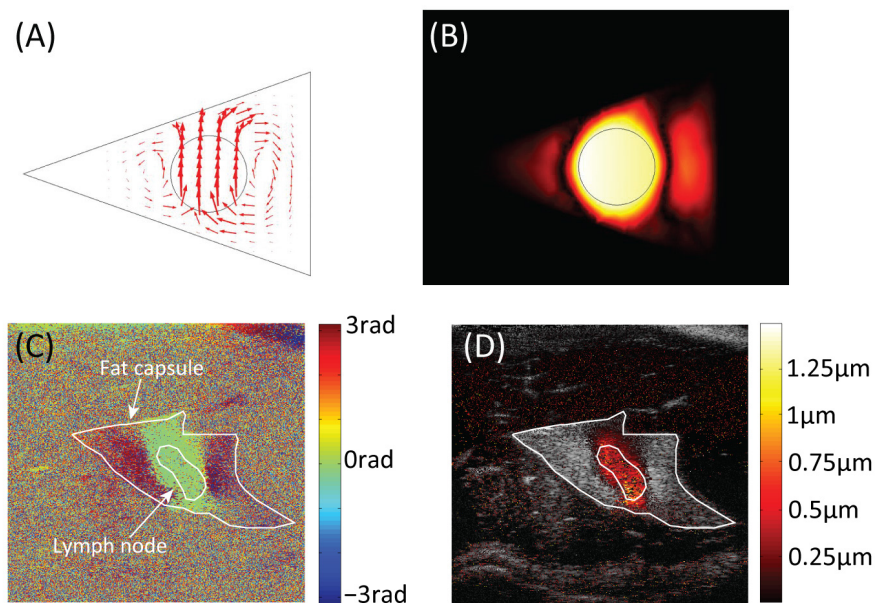 (A)
(B)
(C)
3rad
Fat capsule
0rad
Lymph node
−3rad
(D)
1.25μm
1μm
0.75μm
0.5μm
0.25μm